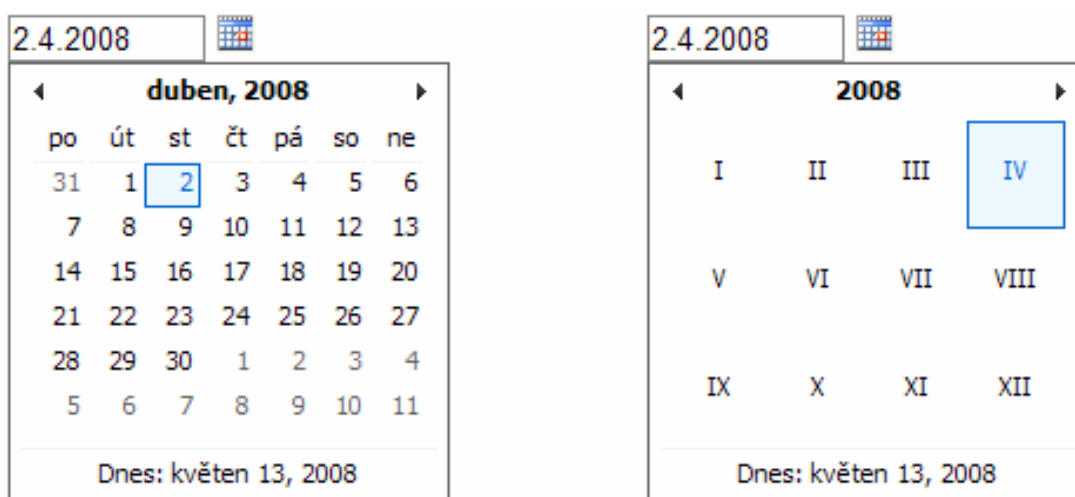 2.4.2008
duben, 2008
po út st čt pá so ne
31 1 2 3 4 5 6
7 8 9 10 11 12 13
14 15 16 17 18 19 20
21 22 23 24 25 26 27
28 29 30 1 2 3 4
5 6 7 8 9 10 11
Dnes: květen 13, 2008
2.4.2008
2008
I II III IV
V VI VII VIII
IX X XI XII
Dnes: květen 13, 2008